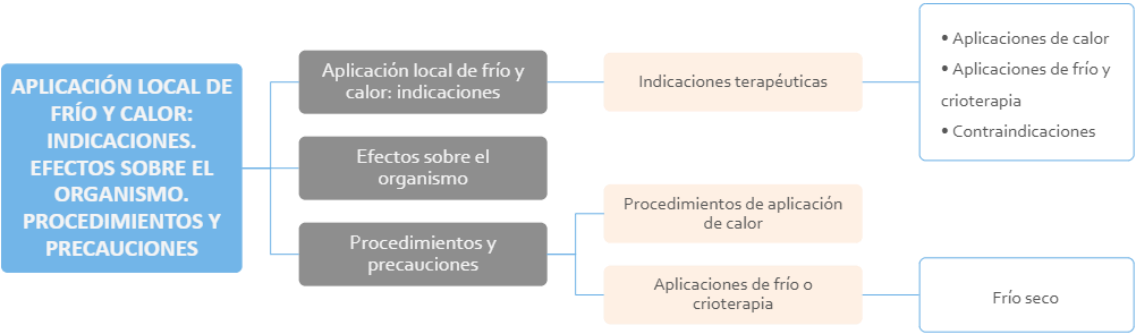 APLICACIÓN LOCAL DE
FRÍO Y CALOR:
INDICACIONES.
EFECTOS SOBRE EL
ORGANISMO.
PROCEDIMIENTOS Y
PRECAUCIONES
Aplicación local de frío y
calor: indicaciones
Indicaciones terapéuticas
• Aplicaciones de calor
• Aplicaciones de frío y
crioterapia
• Contraindicaciones
Efectos sobre el
organismo
Procedimientos y
precauciones
Procedimientos de aplicación
de calor
Aplicaciones de frío o
crioterapia
Frío seco